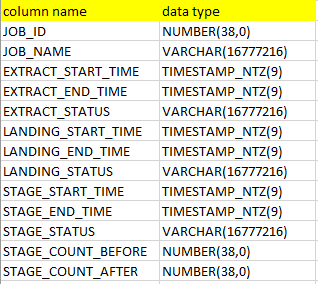 column name data type
JOB_ID NUMBER(38,0)
JOB_NAME VARCHAR(16777216)
EXTRACT_START_TIME TIMESTAMP_NTZ(9)
EXTRACT_END_TIME TIMESTAMP_NTZ(9)
EXTRACT_STATUS VARCHAR(16777216)
LANDING_START_TIME TIMESTAMP_NTZ(9)
LANDING_END_TIME TIMESTAMP_NTZ(9)
LANDING_STATUS VARCHAR(16777216)
STAGE_START_TIME TIMESTAMP_NTZ(9)
STAGE_END_TIME TIMESTAMP_NTZ(9)
STAGE_STATUS VARCHAR(16777216)
STAGE_COUNT_BEFORE NUMBER(38,0)
STAGE_COUNT_AFTER NUMBER(38,0)